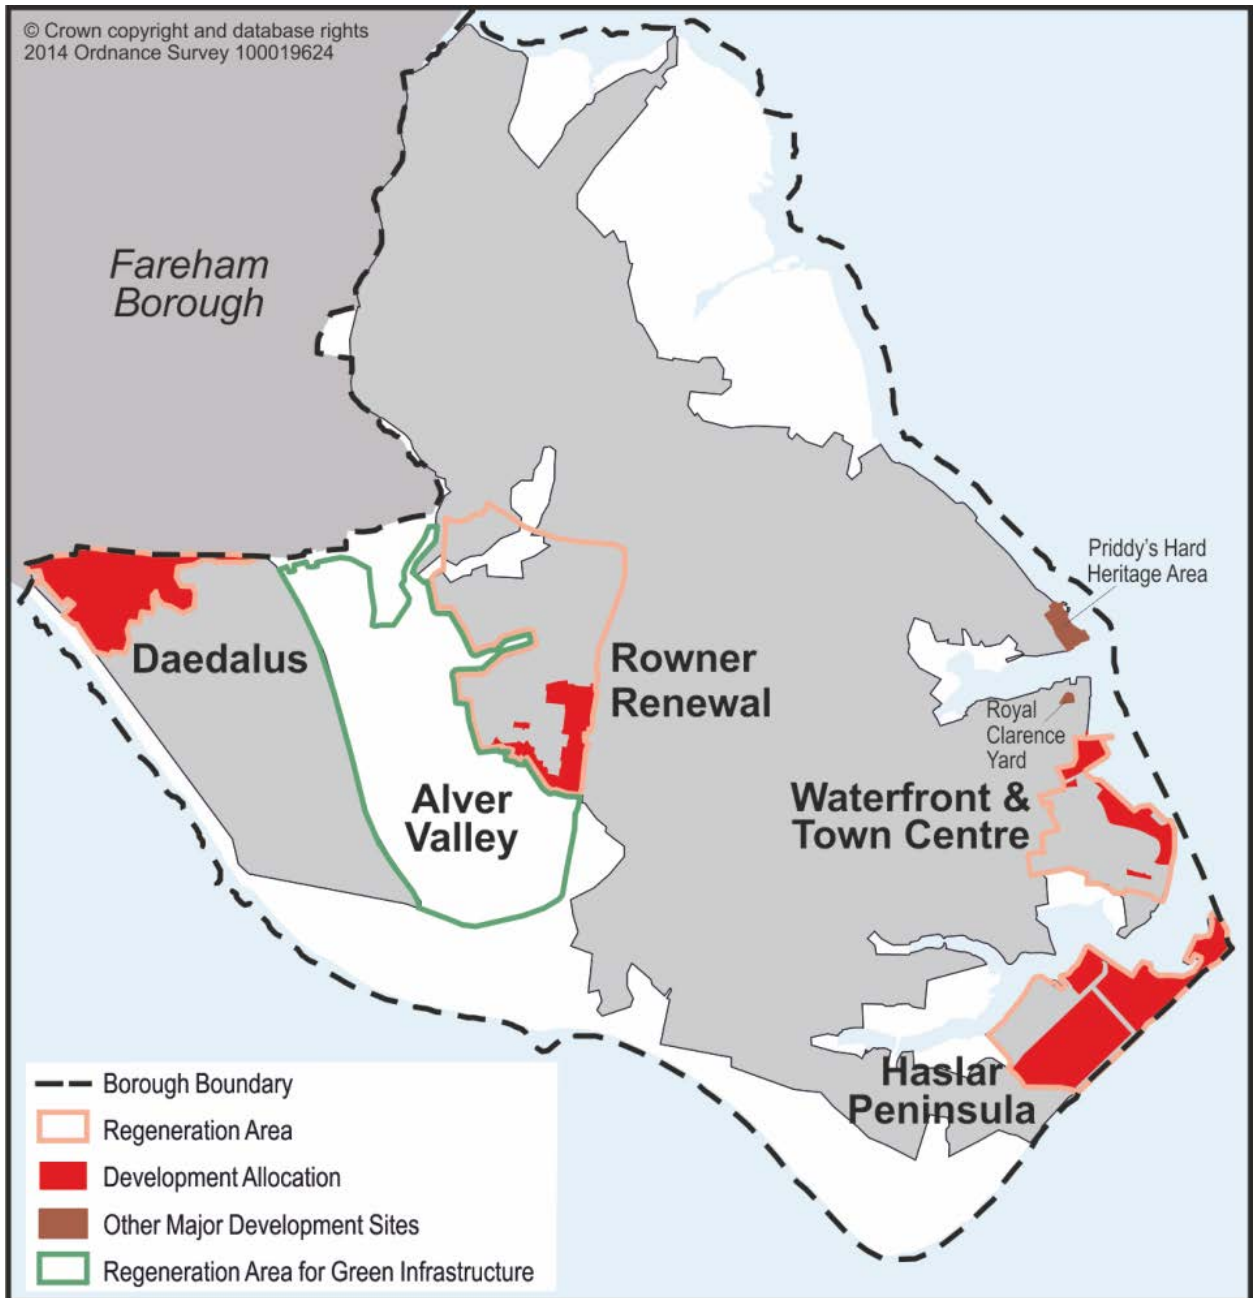 © Crown copyright and database rights
2014 Ordnance Survey 100019624
Fareham
Borough
Priddy's Hard
Heritage Area
Daedalus
Rowner
Renewal
Royal
Clarence
Yard
Alver
Valley
Waterfront &
Town Centre
Haslar
Peninsula
Borough Boundary
Regeneration Area
Development Allocation
Other Major Development Sites
Regeneration Area for Green Infrastructure